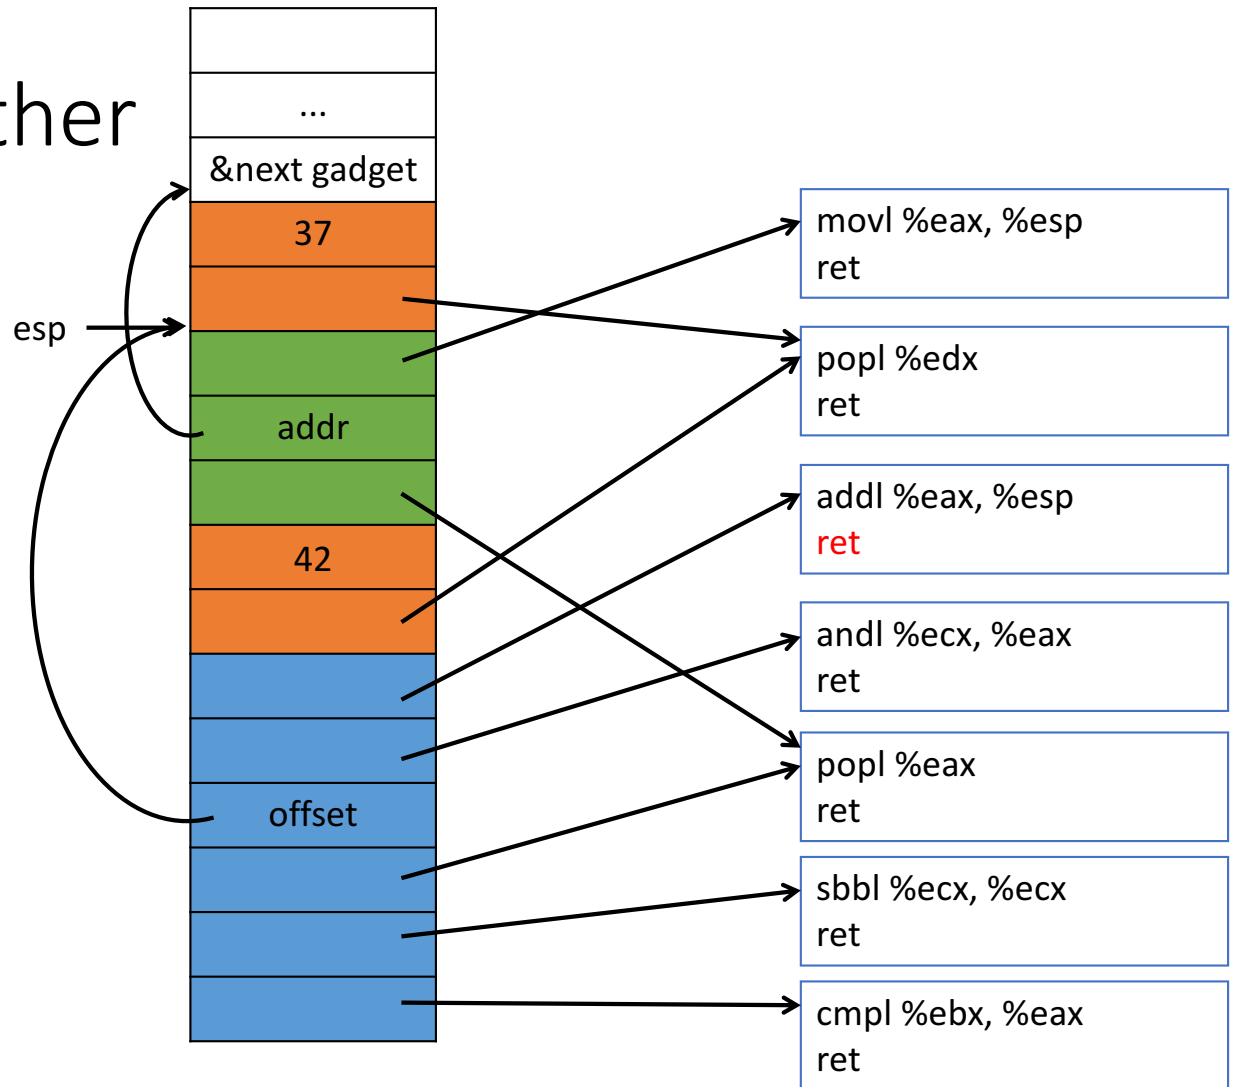 ther
...
&next gadget
37
esp
addr
42
offset
movl %eax, %esp
ret
popl %edx
ret
addl %eax, %esp
ret
andl %ecx, %eax
ret
popl %eax
ret
sbbl %ecx, %ecx
ret
cmpl %ebx, %eax
ret